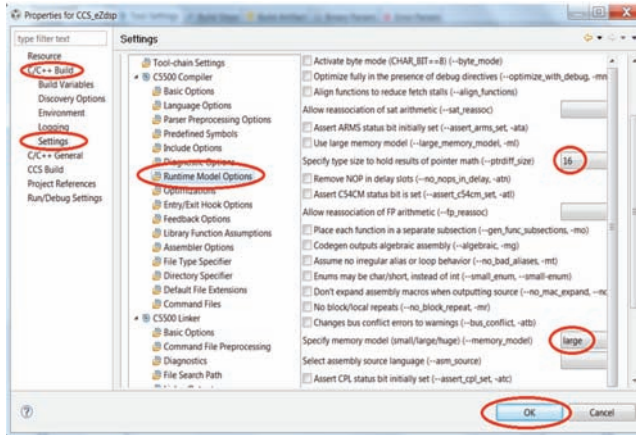 Properties for CCS_eZdsp
type filter text
Settings
Resource
C/C++ Build
Build Variables
Discovery Options
Environment
Logging
Settings
C/C++ General
CCS Build
Project References
Run/Debug Settings
Tool-chain Settings
C5500 Compiler
Basic Options
Language Options
Parser Preprocessing Options
Predefined Symbols
Include Options
Diagnostic Options
Runtime Model Options
Optimizations
Entry/Exit Hook Options
Feedback Options
Library Function Assumptions
Assembler Options
File Type Specifier
Directory Specifier
Default File Extensions
Command Files
C5500 Linker
Basic Options
Command File Preprocessing
Diagnostics
File Search Path
Activate byte mode (CHAR_BIT==8) (--byte_mode)
Optimize fully in the presence of debug directives (--optimize_with_debug, -mn
Align functions to reduce fetch stalls (--align_functions)
Allow reassociation of sat arithmetic (--sat_reassoc)
Assert ARMS status bit initially set (--assert_arms_set, -ata)
Use large memory model (--large_memory_model, -ml)
Specify type size to hold results of pointer math (--ptrdiff_size) 16
Remove NOP in delay slots (--no_nops_in_delay, -atn)
Assert C54CM status bit is set (--assert_c54cm_set, -atl)
Allow reassociation of FP arithmetic (--fp_reassoc)
Place each function in a separate subsection (--gen_func_subsections, -mo)
Codegen outputs algebraic assembly (--algebraic, -mg)
Assume no irregular alias or loop behavior (--no_bad_aliases, -mt)
Enums may be char/short, instead of int (--small_enum, --small-enum)
Don't expand assembly macros when outputting source (--no_mac_expand, --no
No block/local repeats (--no_block_repeat, -mr)
Changes bus conflict errors to warnings (--bus_conflict, -atb)
Specify memory model (small/large/huge) (--memory_model) large
Select assembly source language (--asm_source)
Assert CPL status bit initially set (--assert_cpl_set, -atc)
OK
Cancel